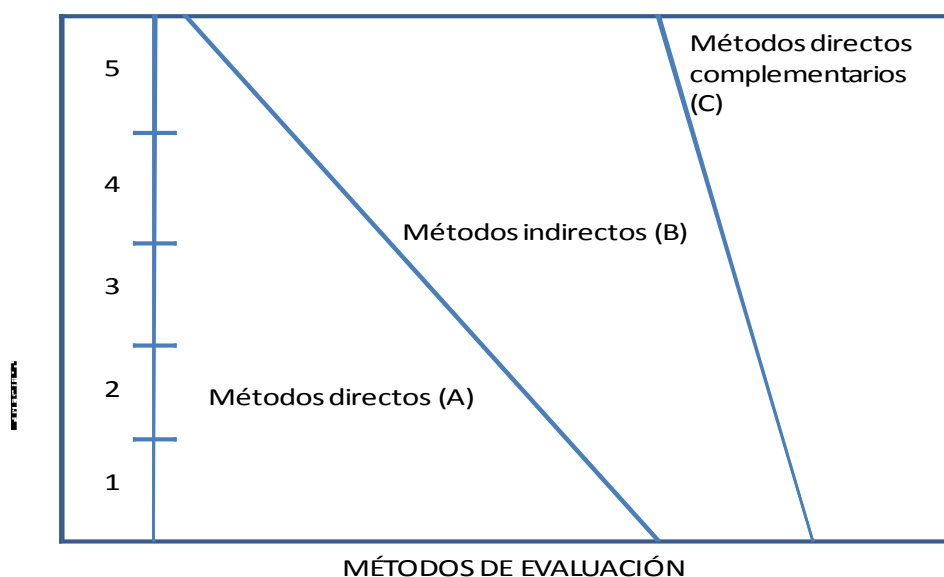 Métodos directos
complementarios
(C)
5
4
Métodos indirectos (B)
3
2
Métodos directos (A)
1
MÉTODOS DE EVALUACIÓN